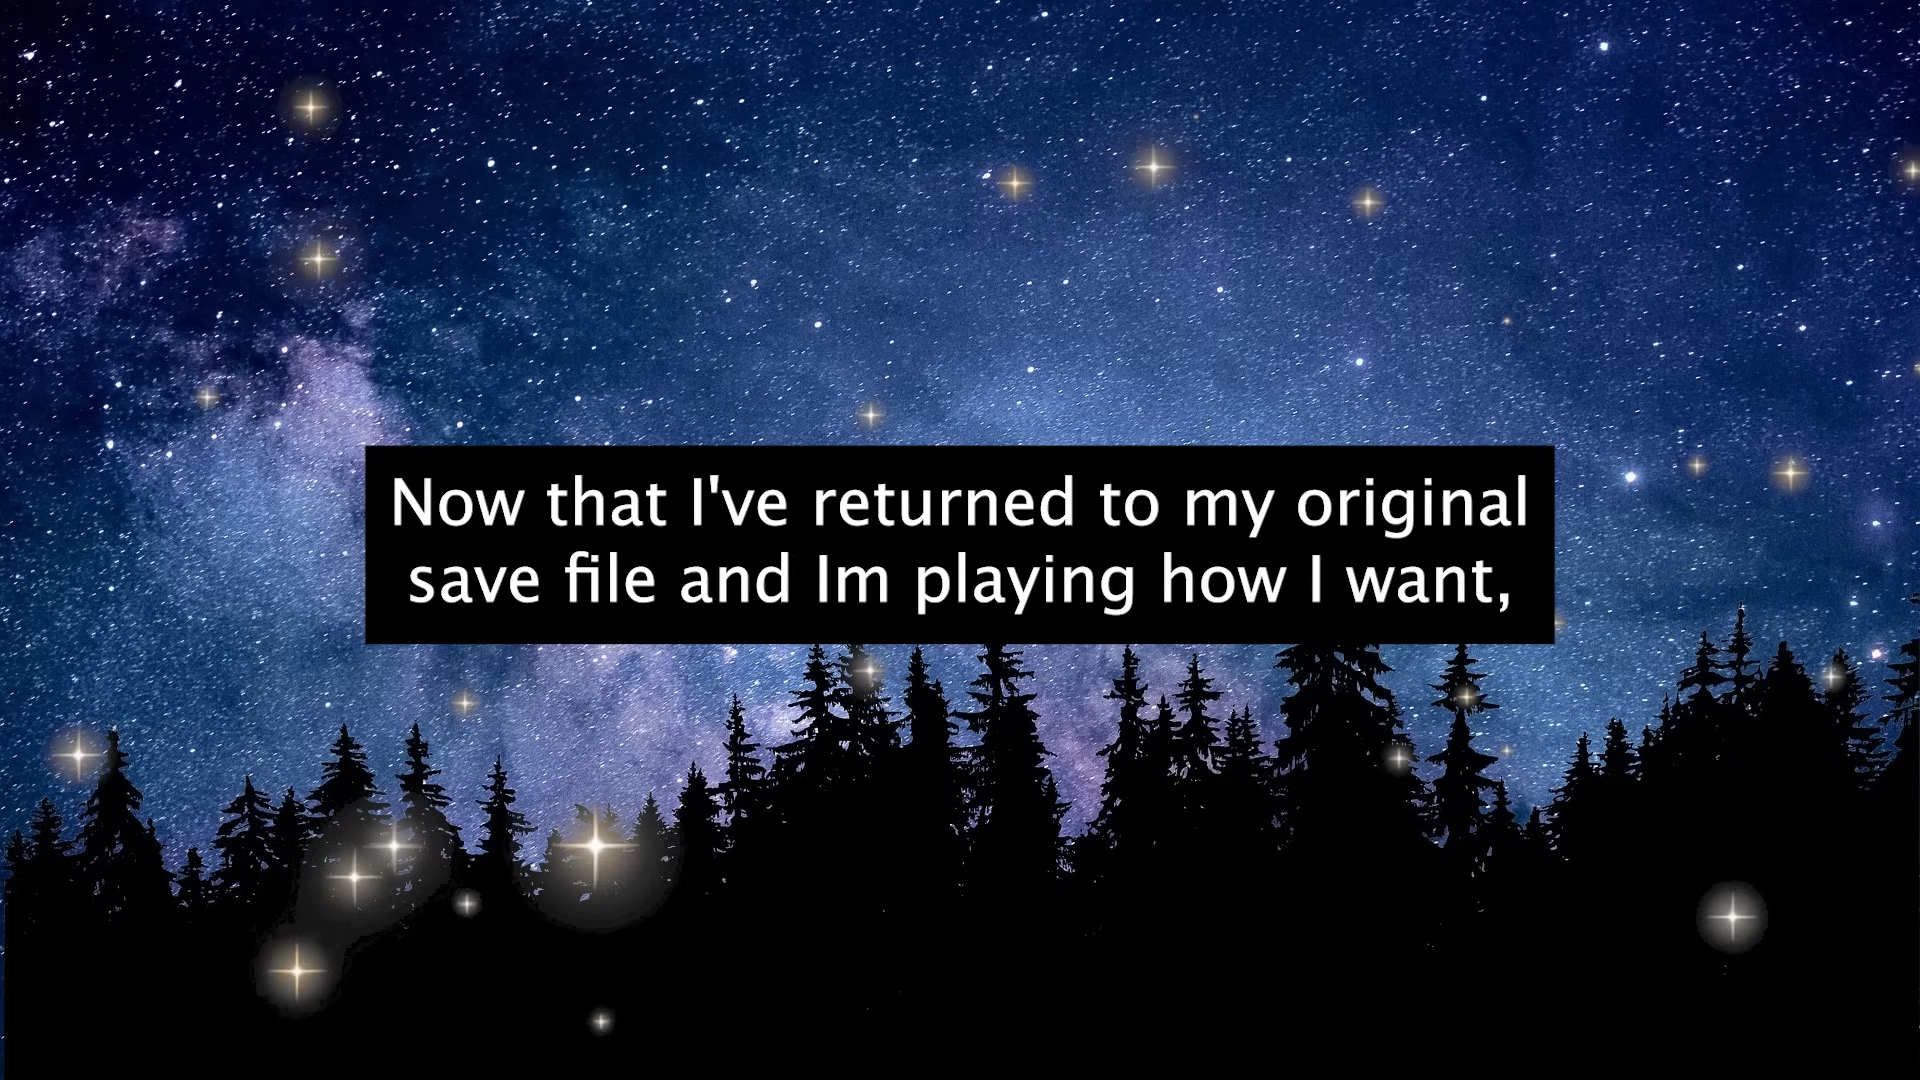 Now that I've returned to my original
save file and Im playing how I want,